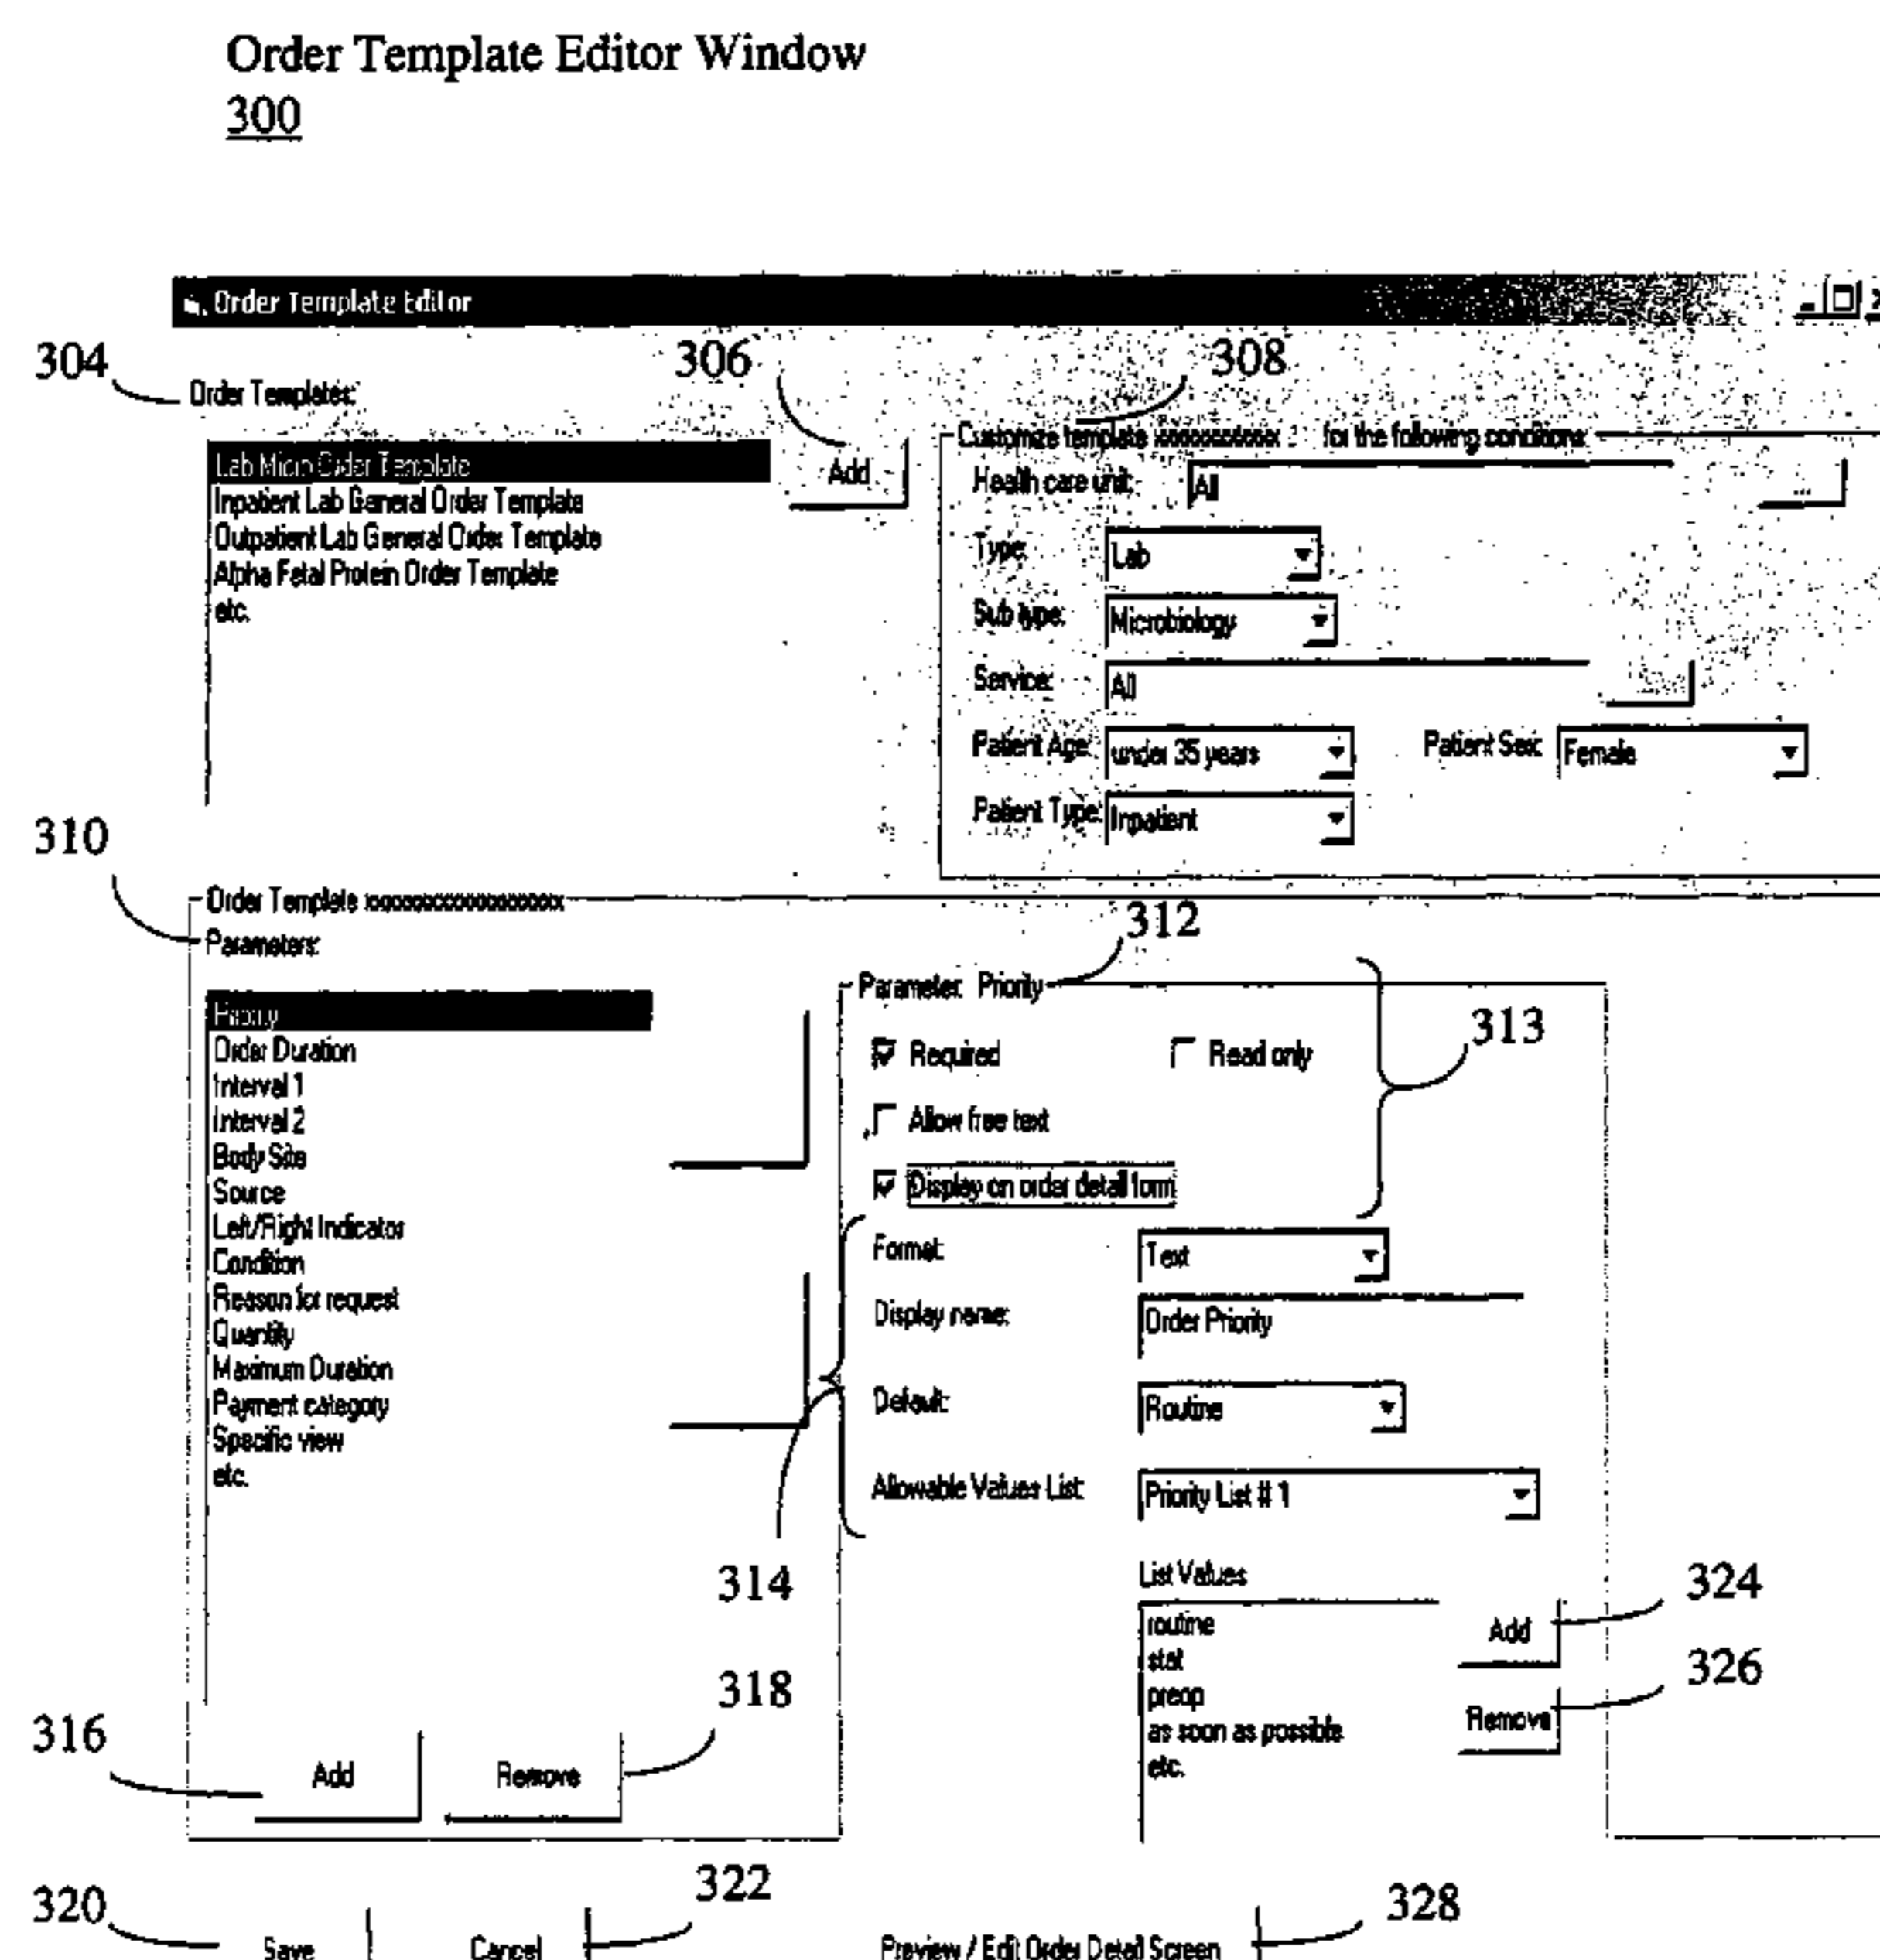 Order Template Editor Window
300
Order Template Editor
304
306
308
Order Templates:
Customize template xxxxxxxxxxxx for the following conditions:
Lab Micro Order Template
Add
Health care unit:
All
...
Inpatient Lab General Order Template
Outpatient Lab General Order Template
Type:
Lab
Alpha Fetal Protein Order Template
etc.
Sub type:
Microbiology
Service:
All
Patient Age:
under 35 years
Patient Sex:
Female
Patient Type:
Inpatient
310
Order Template xxxxxxxxxxxxxxxxxxxx
312
Parameters:
Parameter: Priority
313
Priority
Order Duration
Interval 1
Interval 2
Body Site
Source
Left/Right Indicator
Condition
Reason for request
Quantity
Maximum Duration
Payment category
Specific view
etc.
Required
Read only
Allow free text
Display on order detail form
Format:
Text
Display name:
Order Priority
Default:
Routine
Allowable Values List:
Priority List # 1
314
List Values
324
routine
stat
preop
as soon as possible
etc.
Add
326
Remove
318
316
Add
Remove
322
320
328
Save
Cancel
Preview / Edit Order Detail Screen